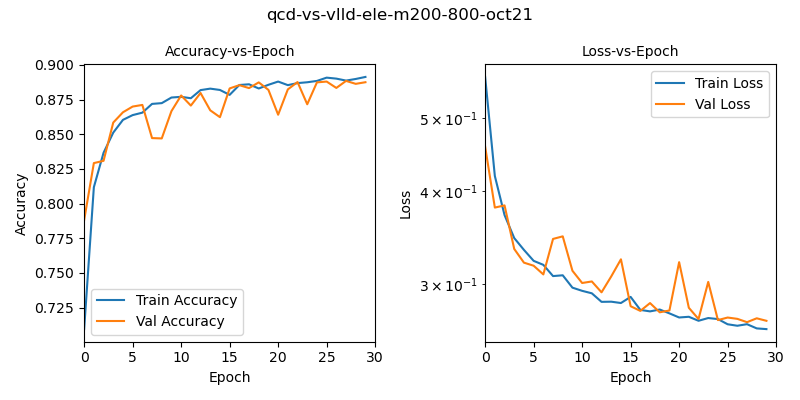 qcd-vs-vlld-ele-m200-800-oct21
Accuracy-vs-Epoch
0.900
0.875
0.850
0.825
0.800
0.775
0.750
0.725
Accuracy
Train Accuracy
Val Accuracy
0 5 10 15 20 25 30
Epoch
Loss-vs-Epoch
5 × 10⁻¹
4 × 10⁻¹
3 × 10⁻¹
Loss
Train Loss
Val Loss
0 5 10 15 20 25 30
Epoch